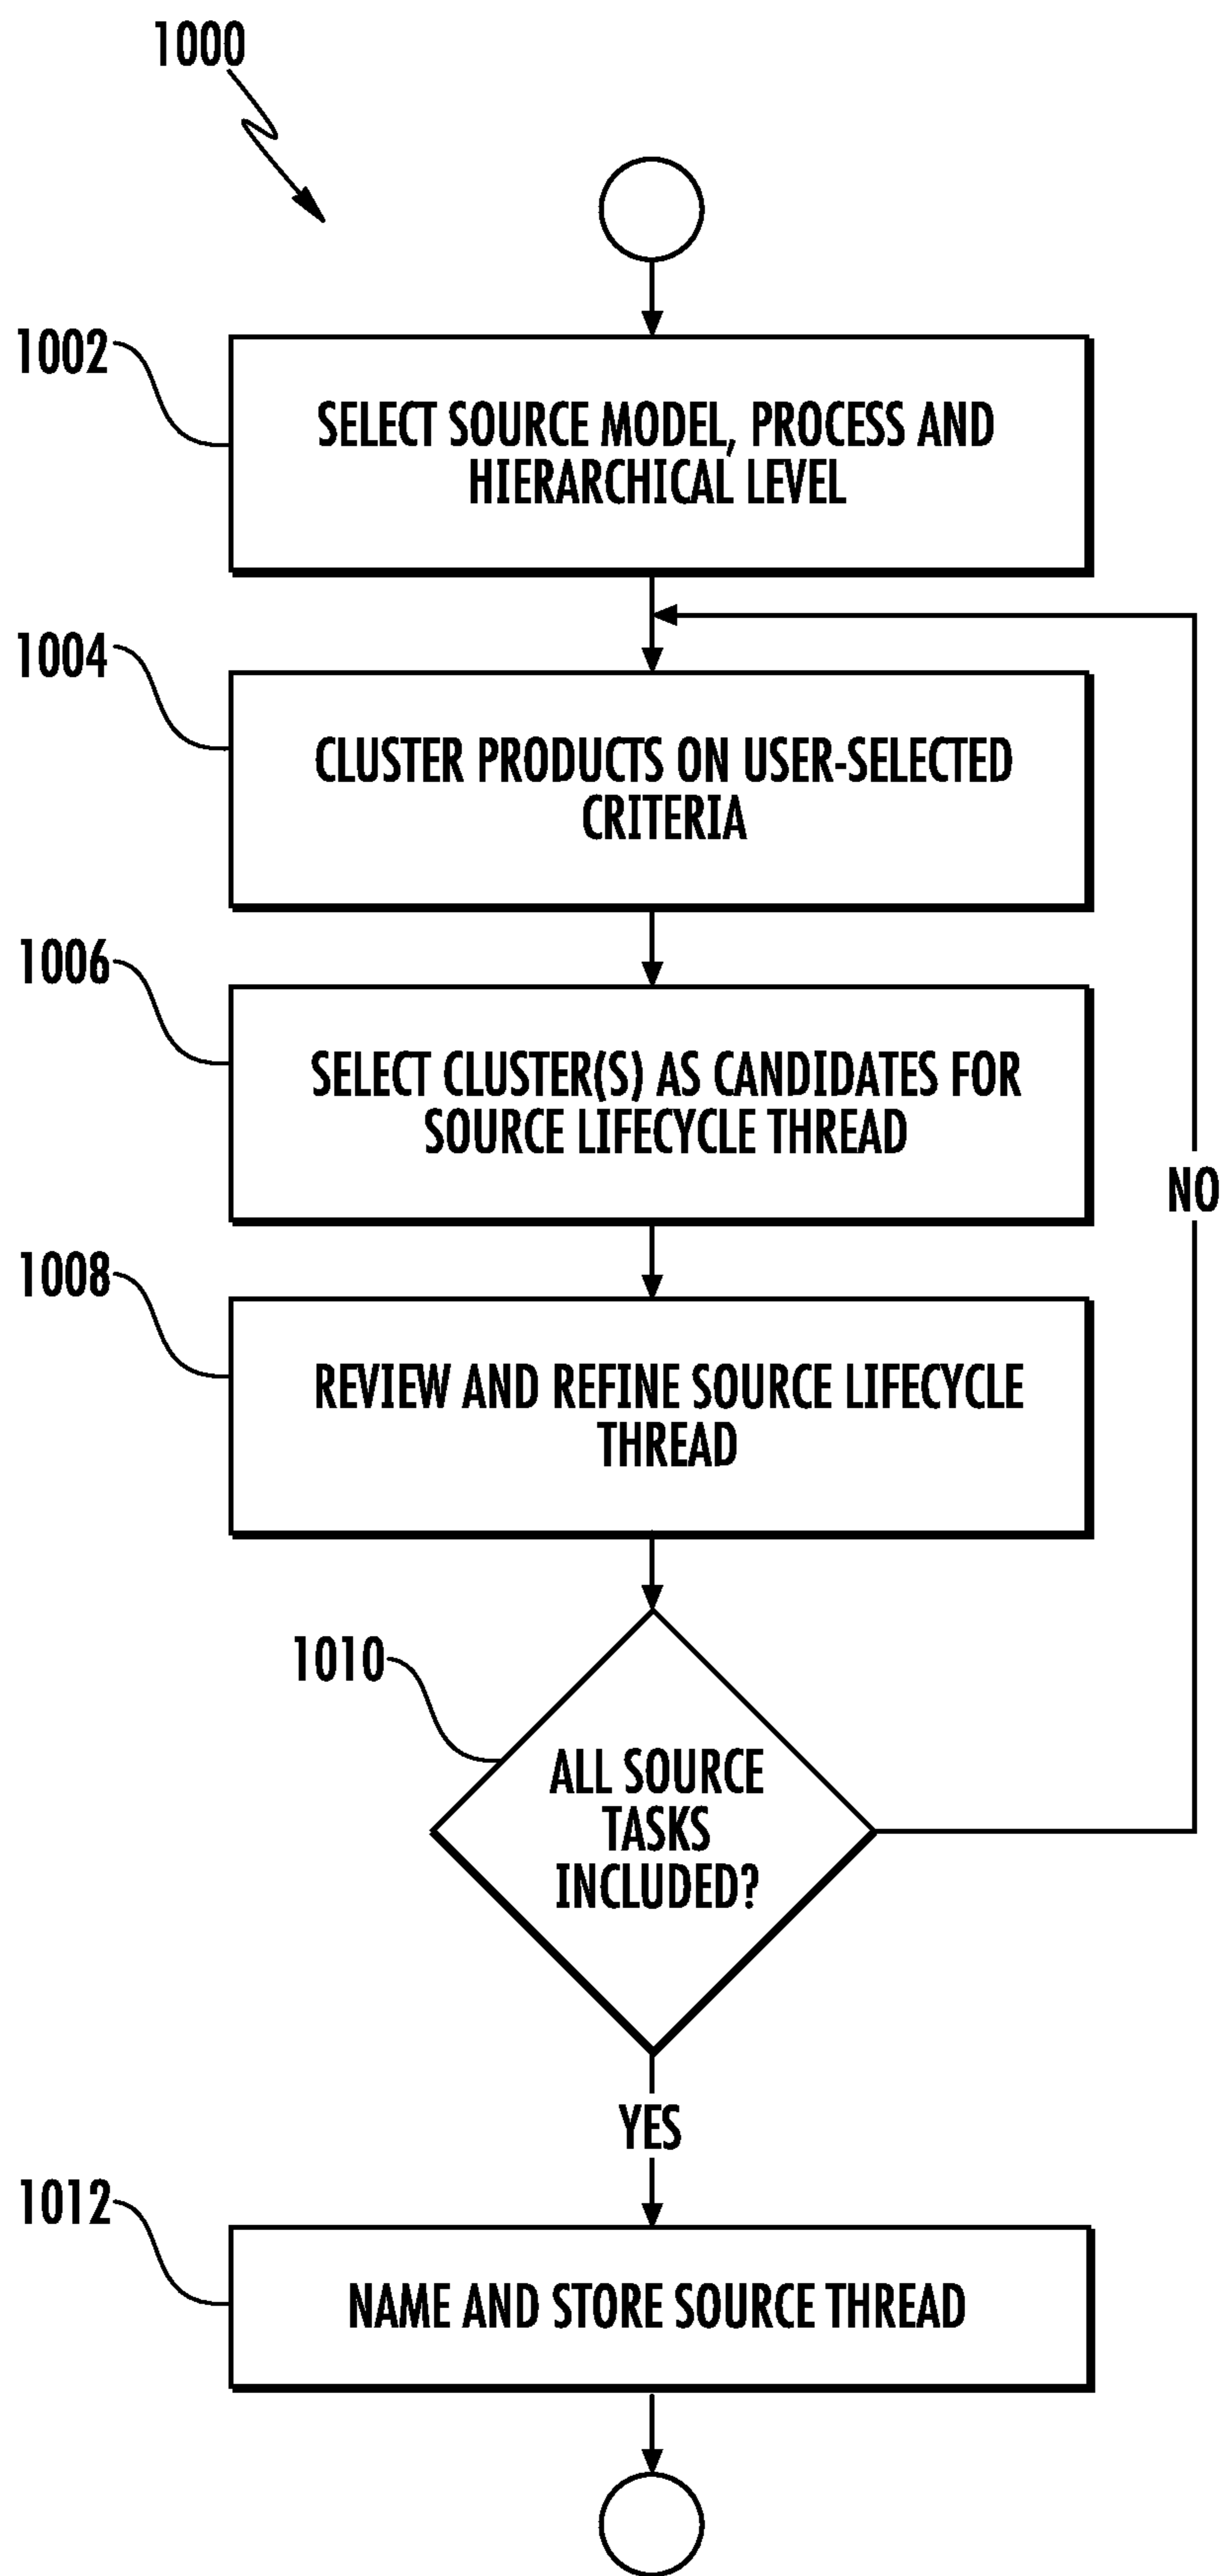 1000
1002
SELECT SOURCE MODEL, PROCESS AND
HIERARCHICAL LEVEL
1004
CLUSTER PRODUCTS ON USER-SELECTED
CRITERIA
1006
SELECT CLUSTER(S) AS CANDIDATES FOR
SOURCE LIFECYCLE THREAD
NO
1008
REVIEW AND REFINE SOURCE LIFECYCLE
THREAD
1010
ALL SOURCE
TASKS
INCLUDED?
YES
1012
NAME AND STORE SOURCE THREAD